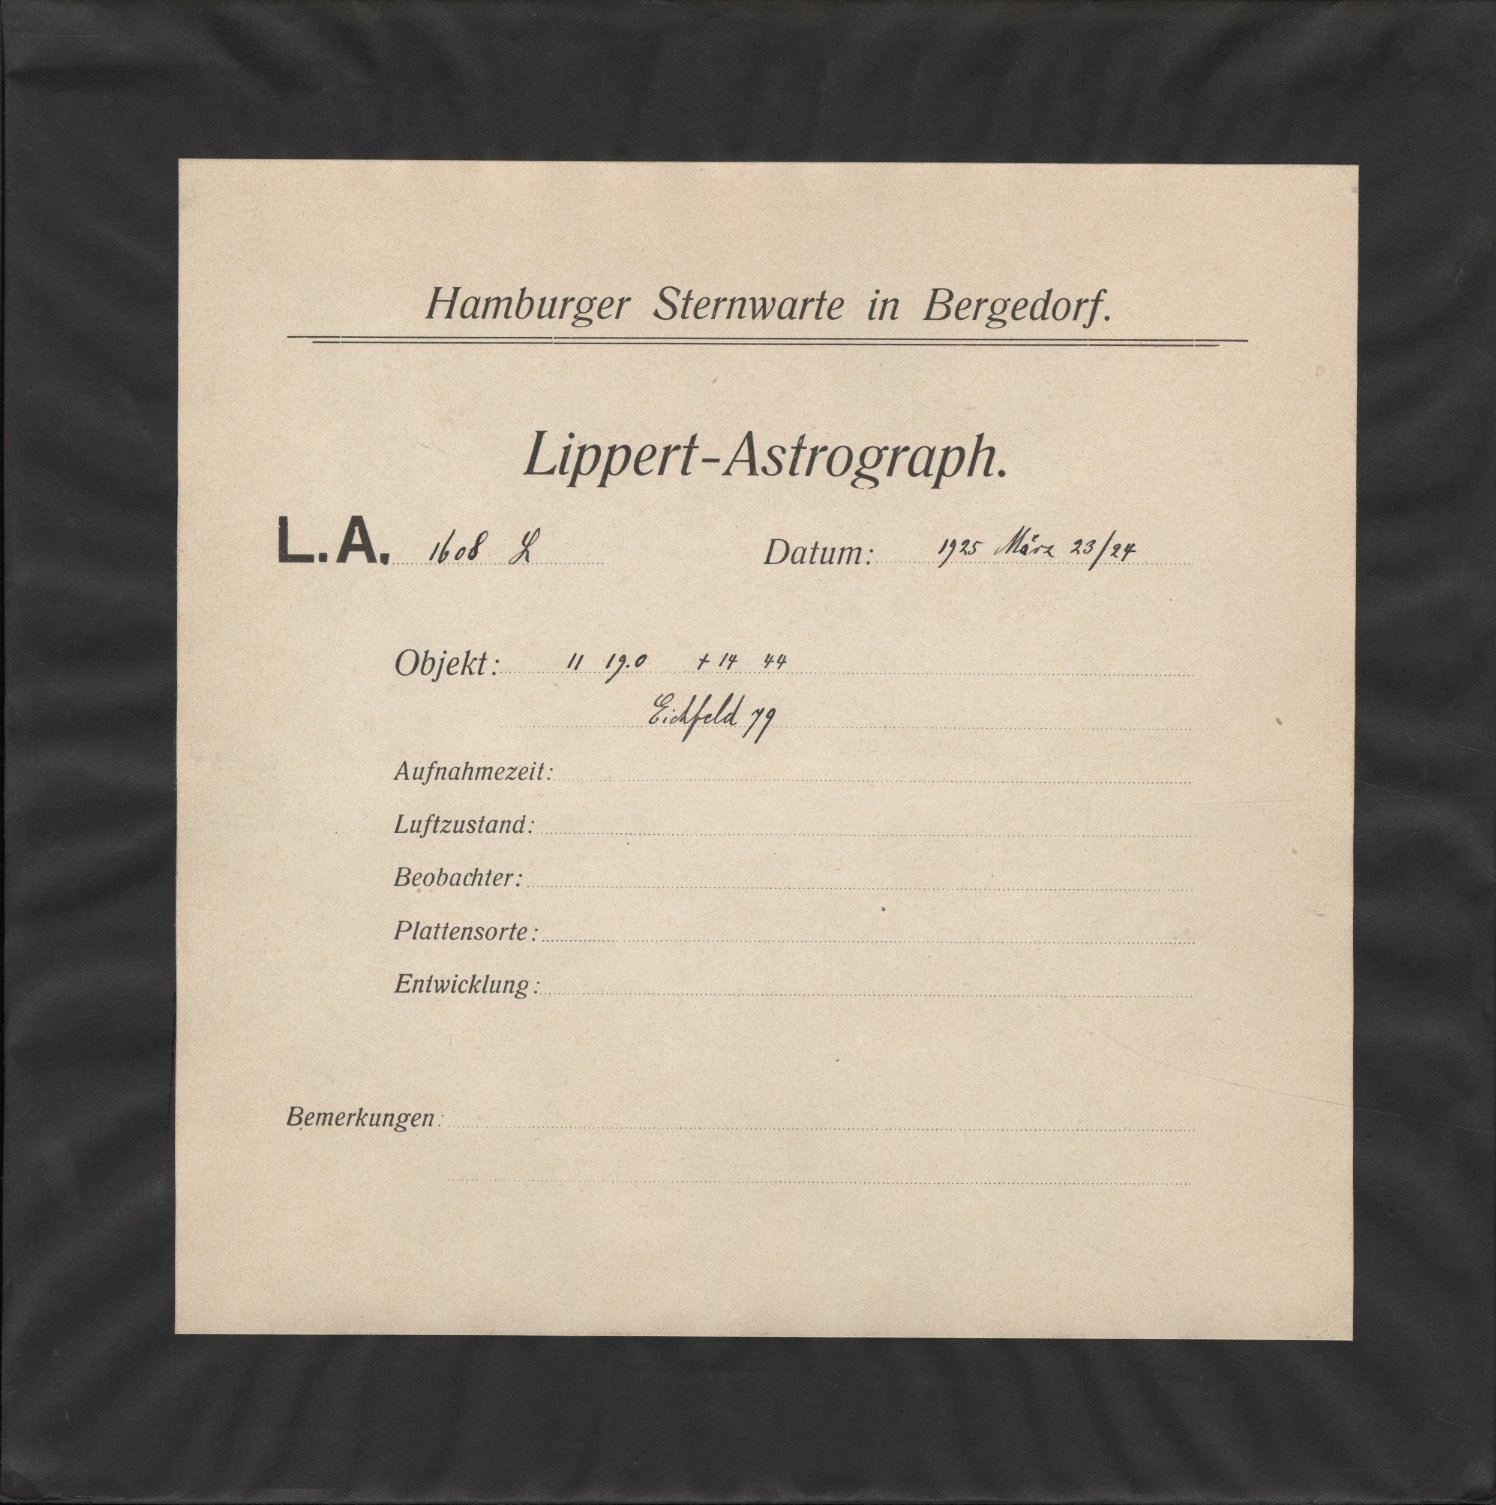 Hamburger Sternwarte in Bergedorf.
Lippert-Astrograph.
L.A. 1608 L Datum: 1925 März 23/24
Objekt: 11 19.0 +14 44
Eichfeld 79
Aufnahmezeit:
Luftzustand:
Beobachter:
Plattensorte:
Entwicklung:
Bemerkungen: